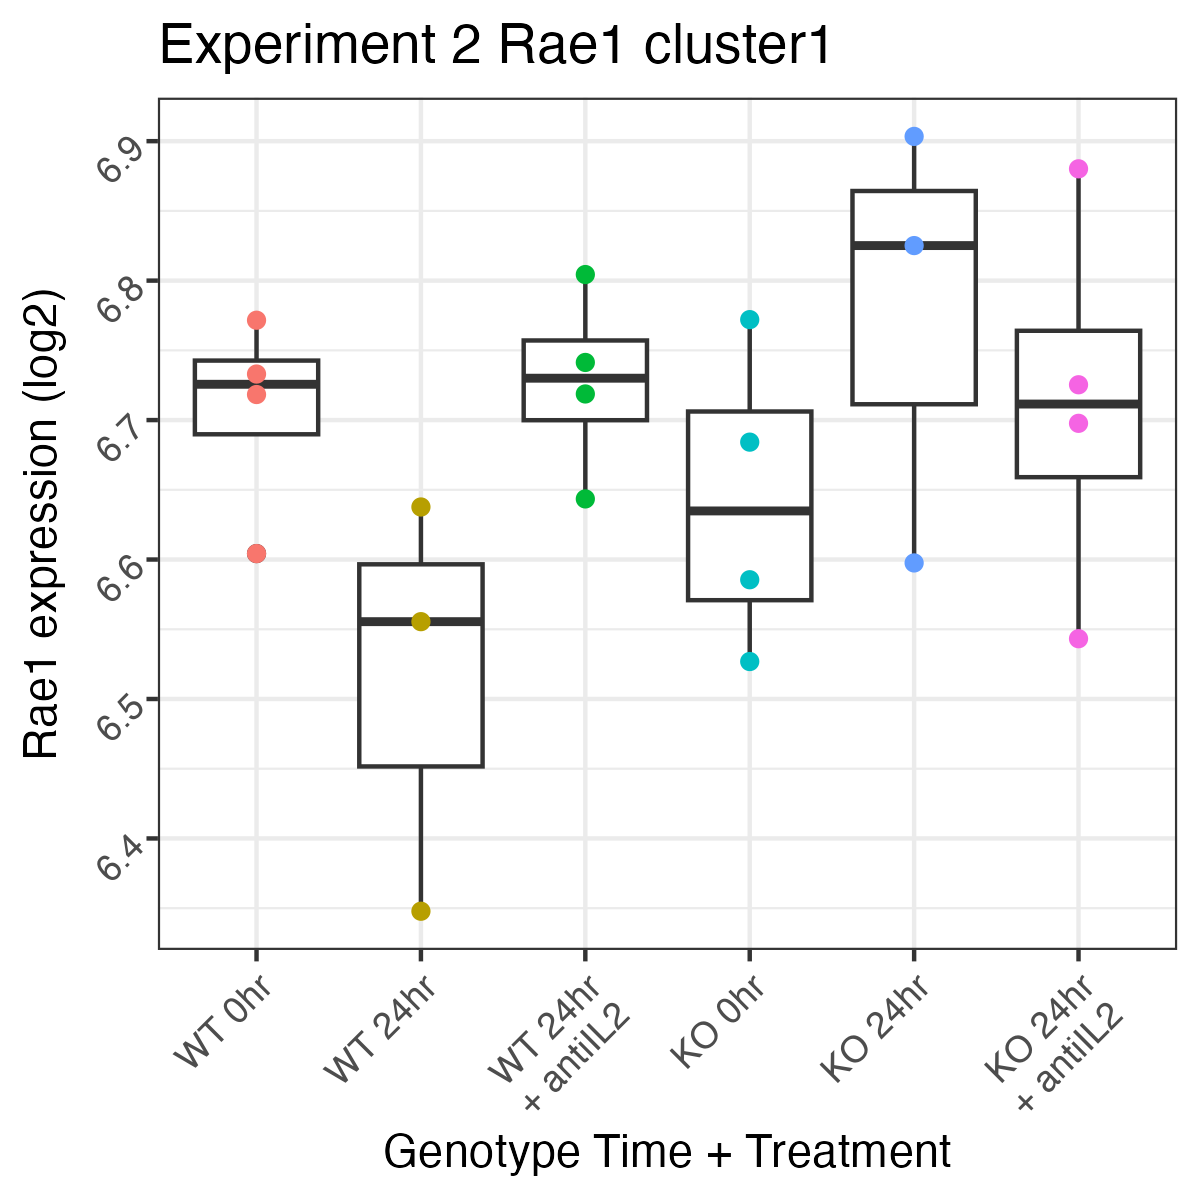 Experiment 2 Rae1 cluster1
Rae1 expression (log2)
6.9
6.8
6.7
6.6
6.5
6.4
WT 0hr
WT 24hr
WT 24hr
+ antiIL2
KO 0hr
KO 24hr
KO 24hr
+ antiIL2
Genotype Time + Treatment